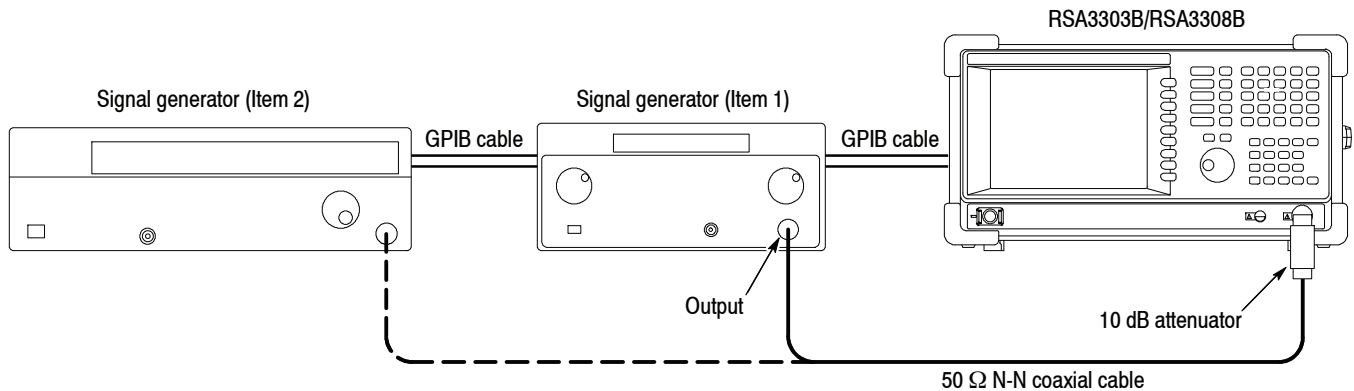 RSA3303B/RSA3308B
Signal generator (Item 2)
Signal generator (Item 1)
GPIB cable
GPIB cable
Output
10 dB attenuator
50 Ω N-N coaxial cable